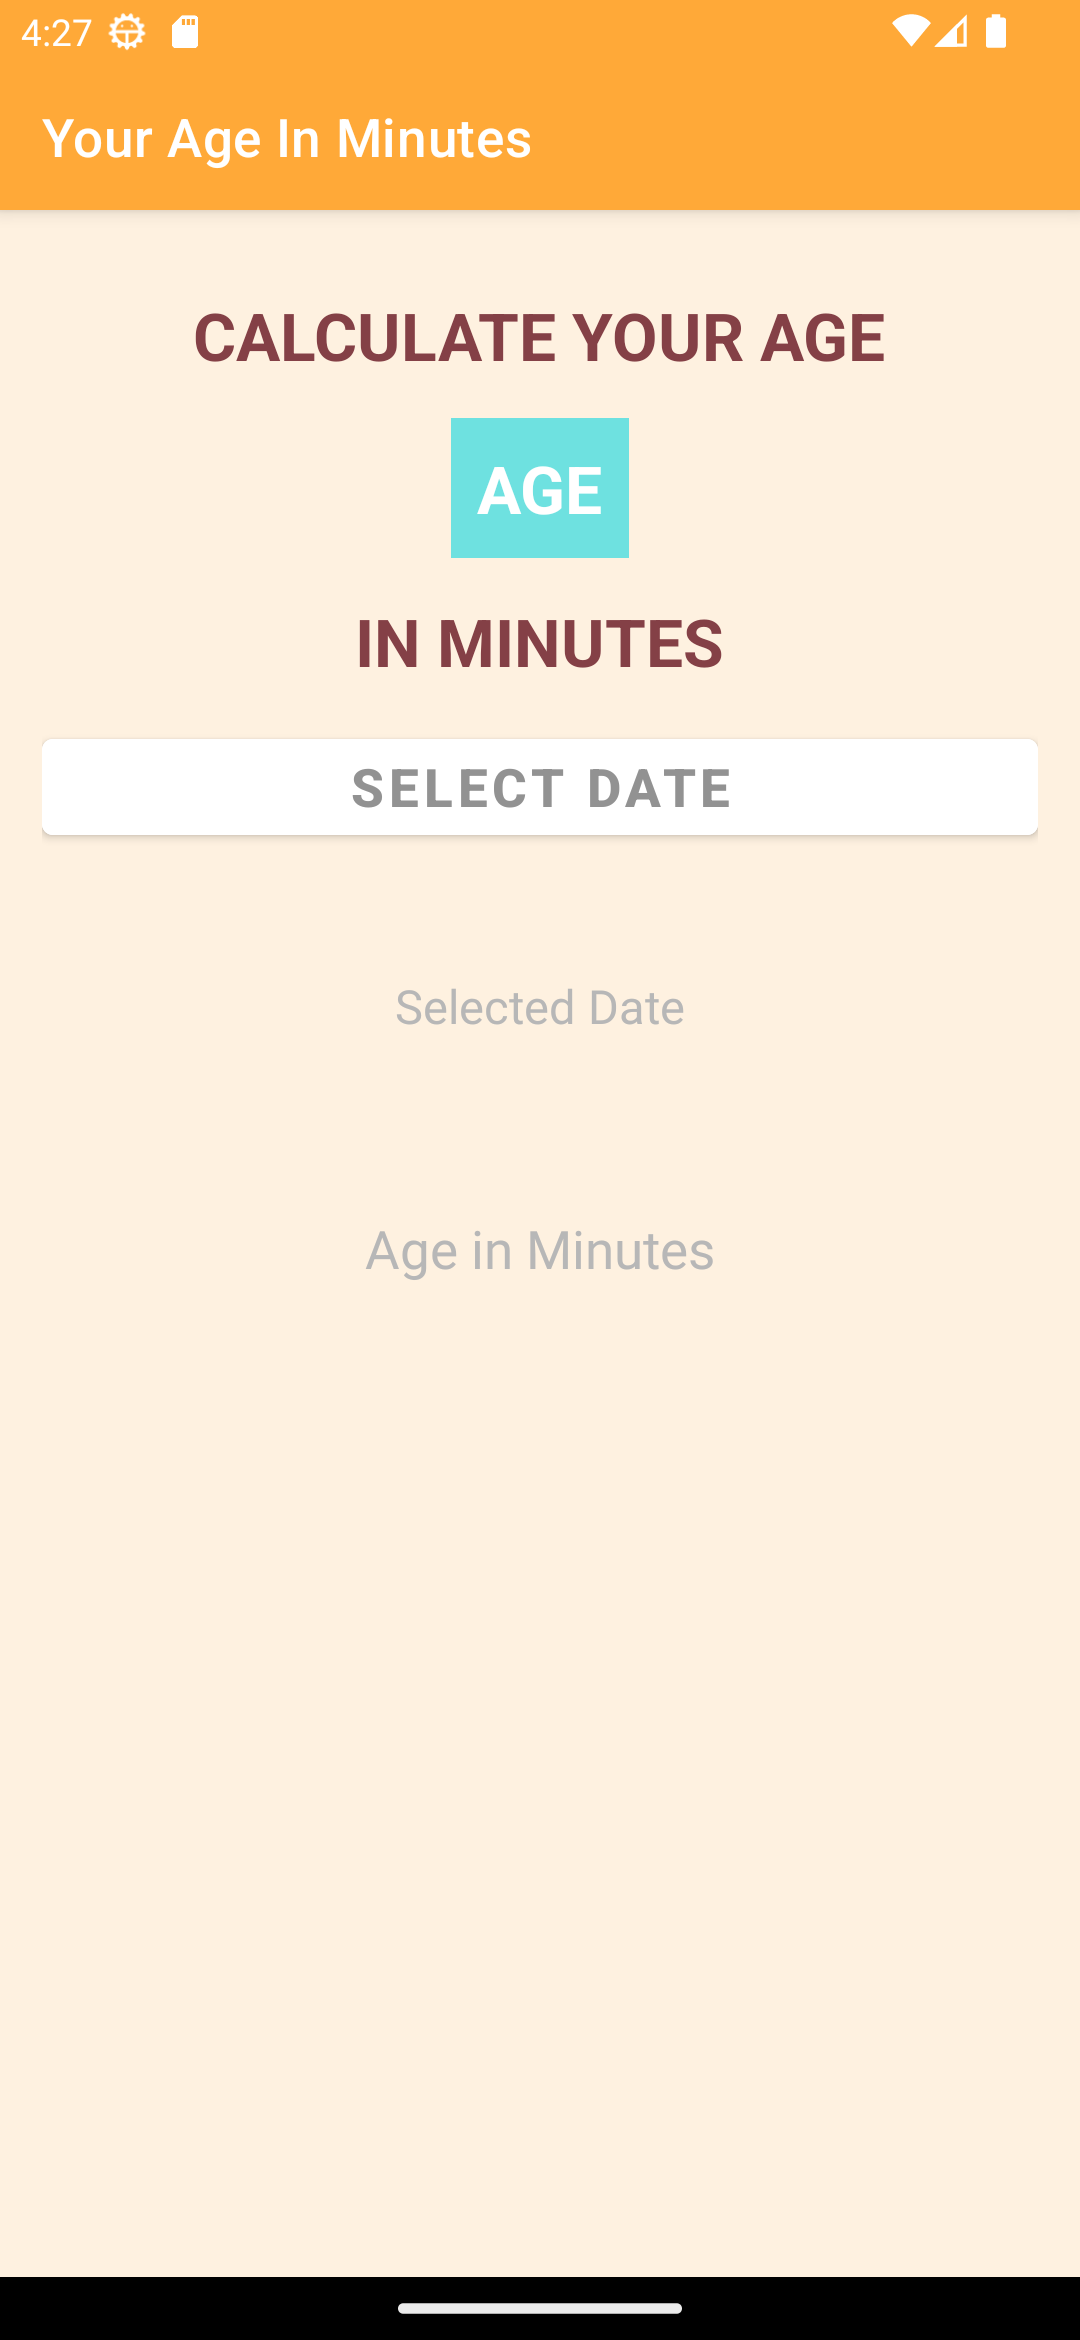 4:27
Your Age In Minutes
CALCULATE YOUR AGE
AGE
IN MINUTES
SELECT DATE
Selected Date
Age in Minutes